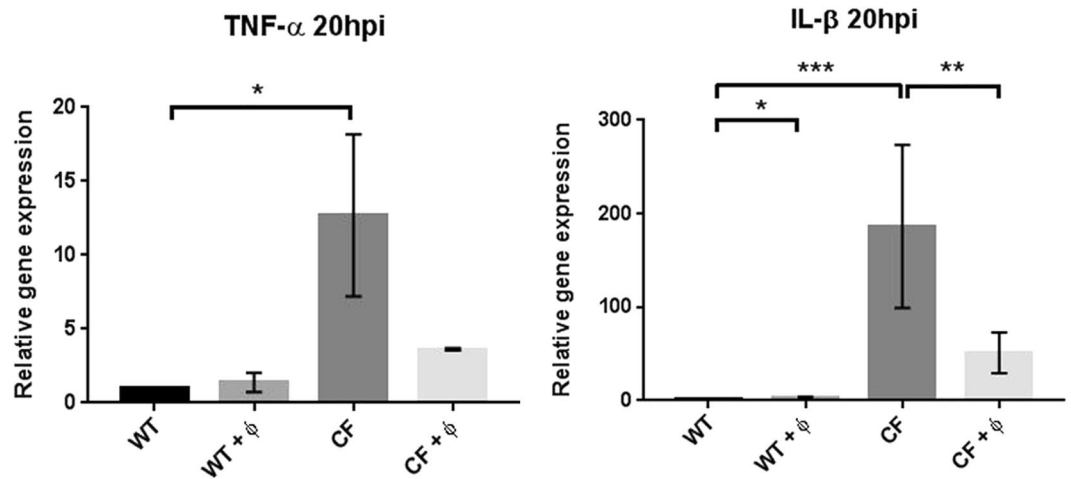 TNF-α 20hpi
*
Relative gene expression
20
15
10
5
0
WT
WT + ϕ
CF
CF + ϕ
IL-β 20hpi
***
**
*
Relative gene expression
300
200
100
0
WT
WT + ϕ
CF
CF + ϕ